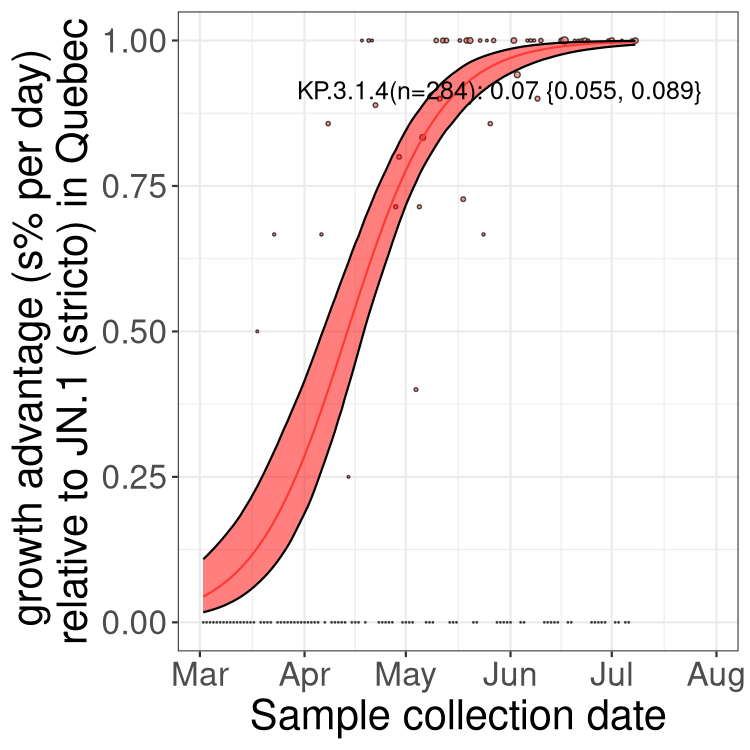 growth advantage (s% per day)
relative to JN.1 (stricto) in Quebec
1.00
0.75
0.50
0.25
0.00
KP.3.1.4(n=284): 0.07 {0.055, 0.089}
Mar Apr May Jun Jul Aug
Sample collection date